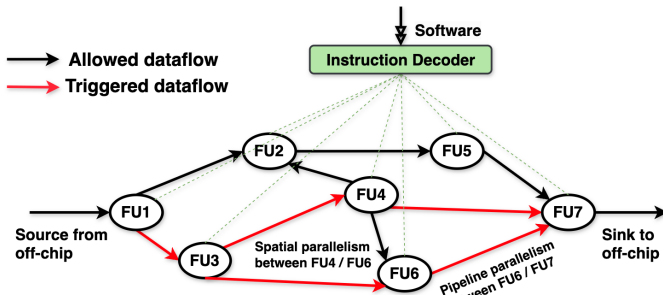 Software
Instruction Decoder
Allowed dataflow
Triggered dataflow
FU2
FU5
FU4
FU1
FU7
Source from
off-chip
FU3
Spatial parallelism
between FU4 / FU6
FU6
Pipeline parallelism
between FU6 / FU7
Sink to
off-chip